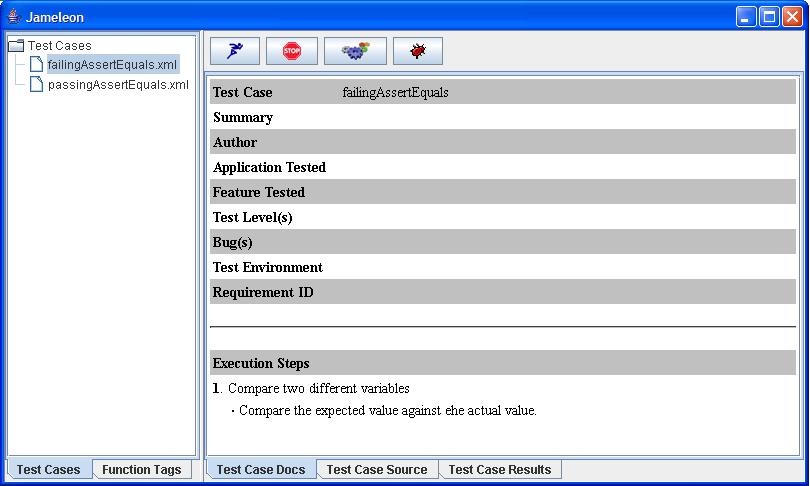 Jameleon
Test Cases
failingAssertEquals.xml
passingAssertEquals.xml
Test Cases
Function Tags
STOP
Test Case failingAssertEquals
Summary
Author
Application Tested
Feature Tested
Test Level(s)
Bug(s)
Test Environment
Requirement ID
Execution Steps
1. Compare two different variables
· Compare the expected value against ehe actual value.
Test Case Docs
Test Case Source
Test Case Results